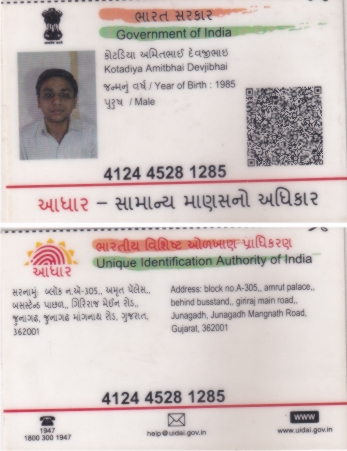 ભારત સરકાર
Government of India
કોટડિયા અમિતભાઈ દેવજીભાઇ
Kotadiya Amitbhai Devjibhai
જન્મનું વર્ષ / Year of Birth : 1985
પુરુષ / Male
4124 4528 1285
આધાર - સામાન્ય માણસનો અધિકાર
ભારતીય વિશિષ્ટ ઓળખાણ પ્રાધિકરણ
આધાર
Unique Identification Authority of India
સરનામું: બ્લોક ન.એ-305,, અમૃત પેલેસ,,
બસસ્ટેન્ડ પાછળ,, ગિરિરાજ મેઈન રોડ,,
જુનાગઢ, જુનાગઢ માંગનાથ રોડ, ગુજરાત,
362001
Address: block no.A-305,, amrut palace,,
behind busstand,, giriraj main road,,
Junagadh, Junagadh Mangnath Road,
Gujarat, 362001
4124 4528 1285
1947
1800 300 1947
help@uidai.gov.in
www
www.uidai.gov.in